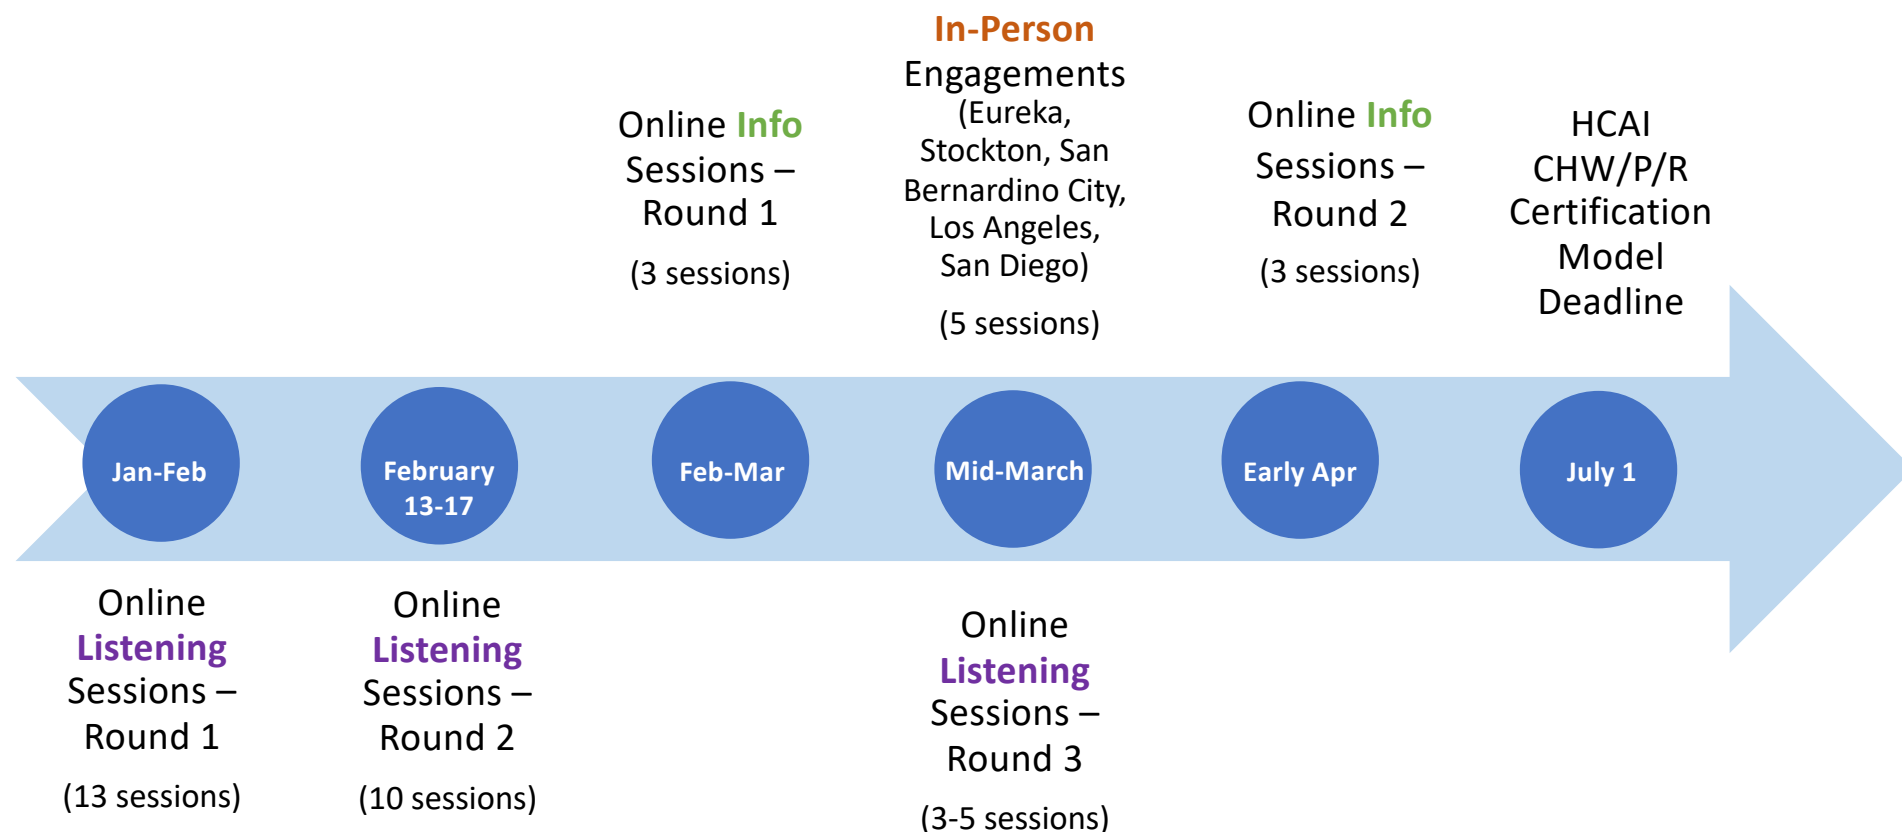 Online Info
Sessions –
Round 1
(3 sessions)
In-Person
Engagements
(Eureka,
Stockton, San
Bernardino City,
Los Angeles,
San Diego)
(5 sessions)
Online Info
Sessions –
Round 2
(3 sessions)
HCAI
CHW/P/R
Certification
Model
Deadline
Jan-Feb
February
13-17
Feb-Mar
Mid-March
Early Apr
July 1
Online
Listening
Sessions –
Round 1
(13 sessions)
Online
Listening
Sessions –
Round 2
(10 sessions)
Online
Listening
Sessions –
Round 3
(3-5 sessions)